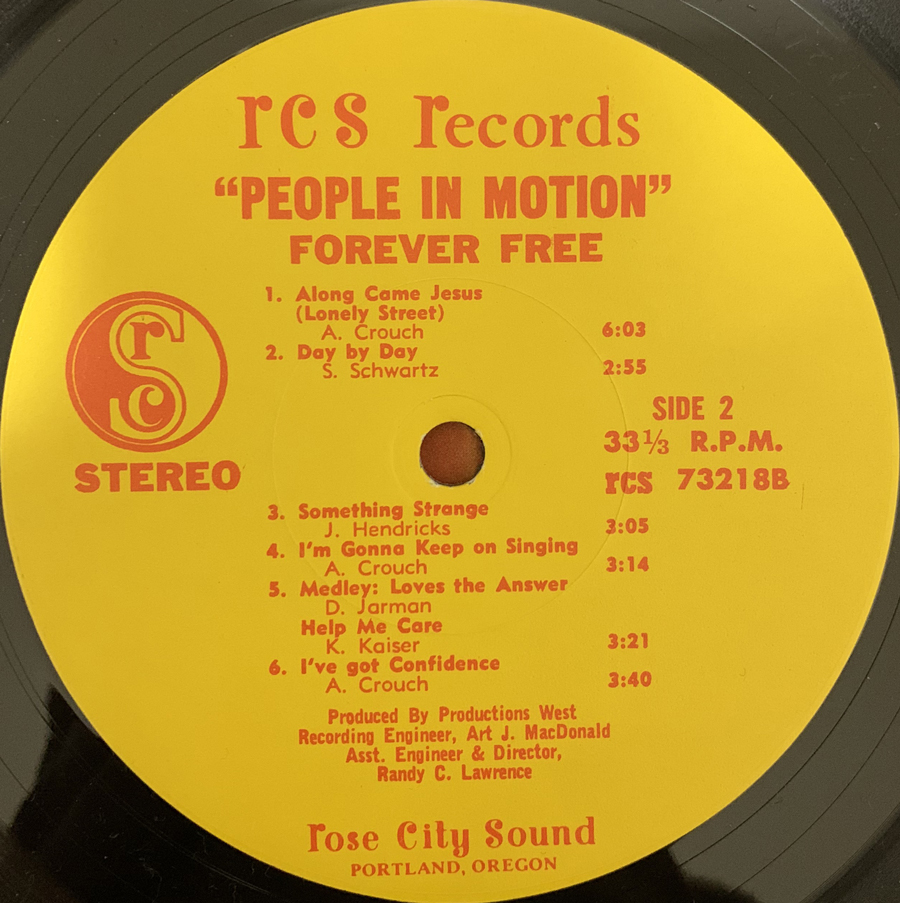 rcs records
“PEOPLE IN MOTION”
FOREVER FREE
1. Along Came Jesus
(Lonely Street)
A. Crouch 6:03
2. Day by Day
S. Schwartz 2:55
rcs
STEREO
SIDE 2
33⅓ R.P.M.
rcs 73218B
3. Something Strange
J. Hendricks 3:05
4. I'm Gonna Keep on Singing
A. Crouch 3:14
5. Medley: Loves the Answer
D. Jarman
Help Me Care
K. Kaiser 3:21
6. I've got Confidence
A. Crouch 3:40
Produced By Productions West
Recording Engineer, Art J. MacDonald
Asst. Engineer & Director,
Randy C. Lawrence
rose City Sound
PORTLAND, OREGON